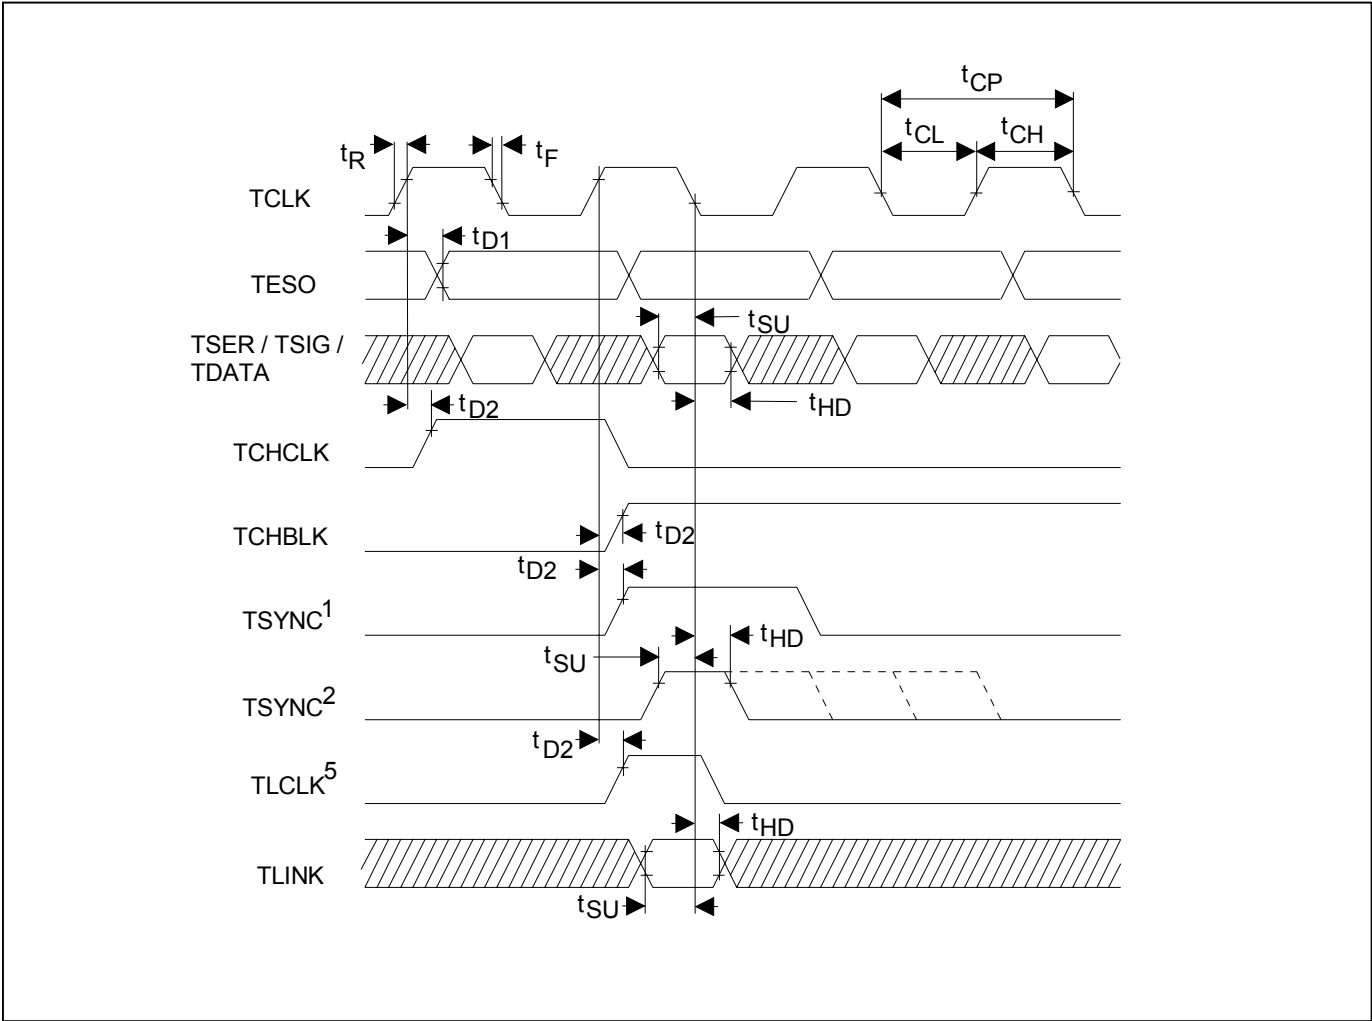 tCP
tCL tCH
tR tF
TCLK
tD1
TESO
tSU
TSER / TSIG /
TDATA
tD2 tHD
TCHCLK
TCHBLK tD2
tD2
TSYNC1
tHD
tSU
TSYNC2
tD2
TLCLK5
tHD
TLINK
tSU